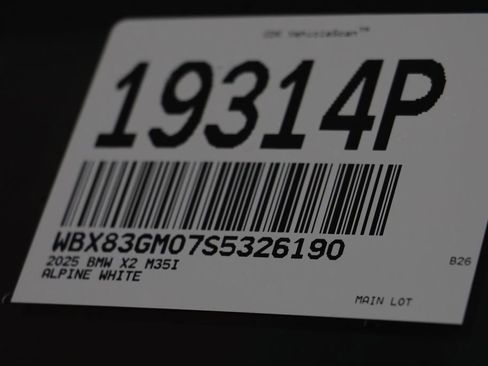 CDK VehicleScan™
19314P
WBX83GM07S5326190
2025 BMW X2 M35I
ALPINE WHITE
B26
MAIN LOT